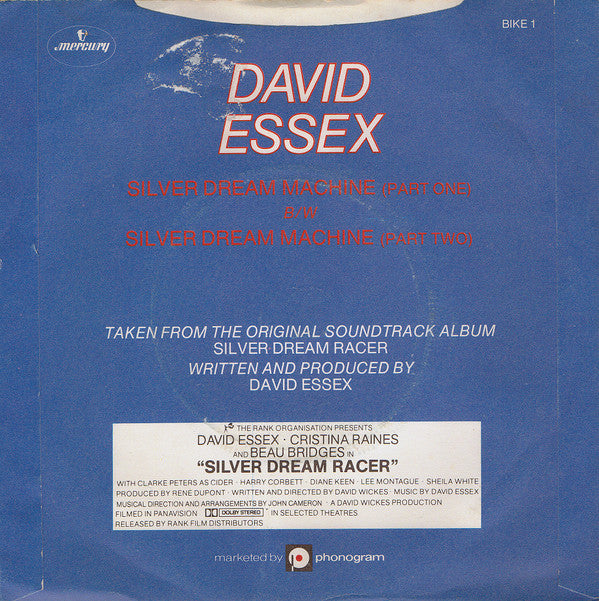 mercury
BIKE 1
DAVID
ESSEX
SILVER DREAM MACHINE (PART ONE)
B/W
SILVER DREAM MACHINE (PART TWO)
TAKEN FROM THE ORIGINAL SOUNDTRACK ALBUM
SILVER DREAM RACER
WRITTEN AND PRODUCED BY
DAVID ESSEX
THE RANK ORGANISATION PRESENTS
DAVID ESSEX · CRISTINA RAINES
AND BEAU BRIDGES IN
“SILVER DREAM RACER”
WITH CLARKE PETERS AS CIDER · HARRY CORBETT · DIANE KEEN · LEE MONTAGUE · SHEILA WHITE
PRODUCED BY RENE DUPONT · WRITTEN AND DIRECTED BY DAVID WICKES · MUSIC BY DAVID ESSEX
MUSICAL DIRECTION AND ARRANGEMENTS BY JOHN CAMERON · A DAVID WICKES PRODUCTION
FILMED IN PANAVISION DOLBY STEREO IN SELECTED THEATRES
RELEASED BY RANK FILM DISTRIBUTORS
marketed by p phonogram